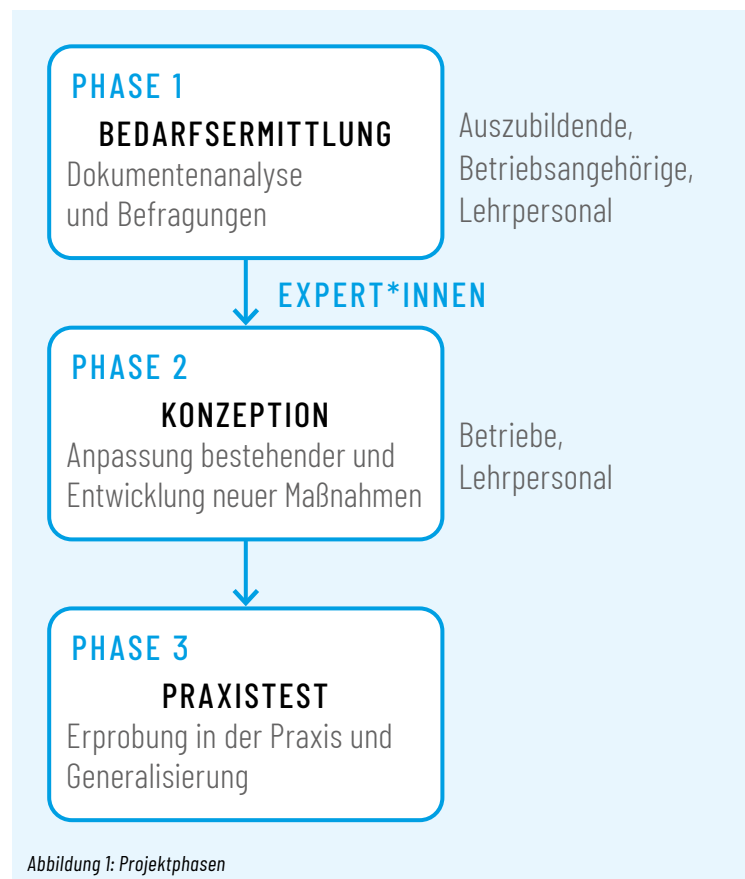 PHASE 1
BEDARFSERMITTLUNG
Dokumentenanalyse
und Befragungen
Auszubildende,
Betriebsangehörige,
Lehrpersonal
EXPERT*INNEN
PHASE 2
KONZEPTION
Anpassung bestehender und
Entwicklung neuer Maßnahmen
Betriebe,
Lehrpersonal
PHASE 3
PRAXISTEST
Erprobung in der Praxis und
Generalisierung
Abbildung 1: Projektphasen